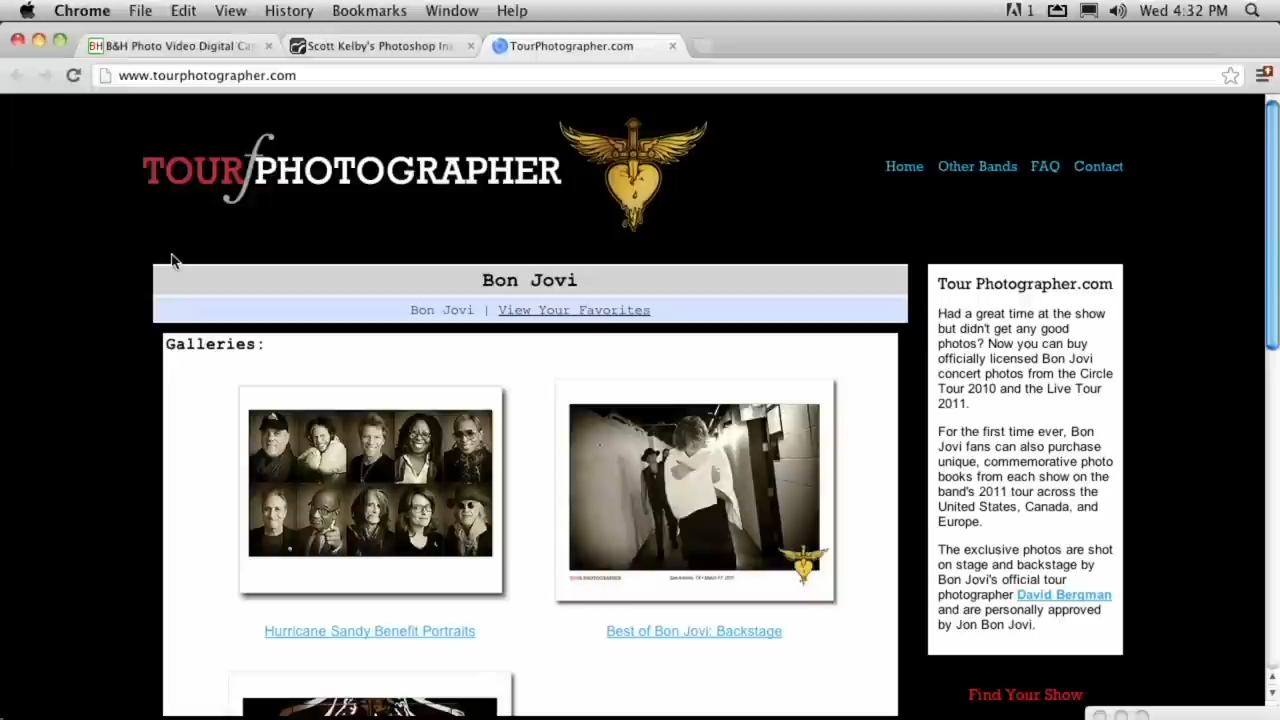 Chrome File Edit View History Bookmarks Window Help
1 Wed 4:32 PM
BH B&H Photo Video Digital Ca
Scott Kelby's Photoshop In
TourPhotographer.com
www.tourphotographer.com
TOUR f PHOTOGRAPHER
Home Other Bands FAQ Contact
Bon Jovi
Bon Jovi | View Your Favorites
Galleries:
Hurricane Sandy Benefit Portraits
Best of Bon Jovi: Backstage
Tour Photographer.com
Had a great time at the show
but didn't get any good
photos? Now you can buy
officially licensed Bon Jovi
concert photos from the Circle
Tour 2010 and the Live Tour
2011.
For the first time ever, Bon
Jovi fans can also purchase
unique, commemorative photo
books from each show on the
band's 2011 tour across the
United States, Canada, and
Europe.
The exclusive photos are shot
on stage and backstage by
Bon Jovi's official tour
photographer David Bergman
and are personally approved
by Jon Bon Jovi.
Find Your Show